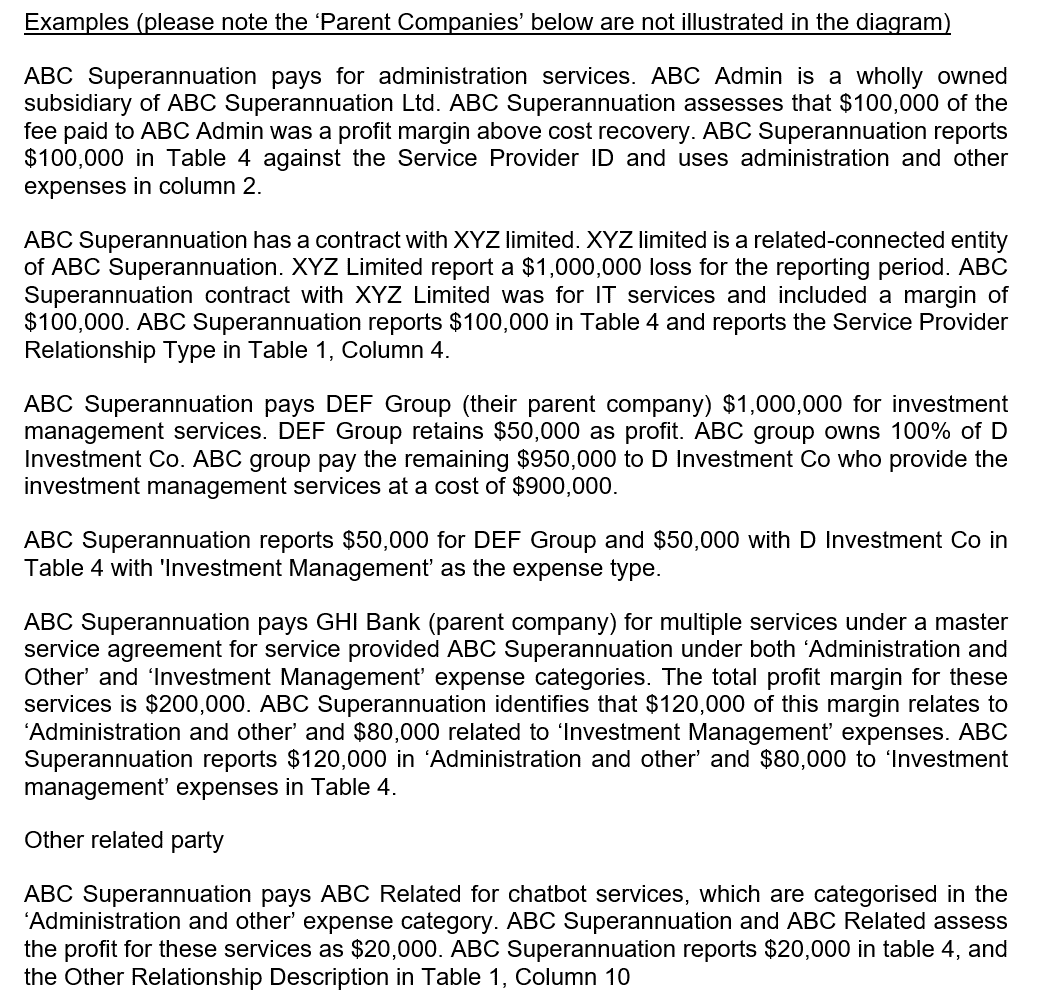 Examples (please note the ‘Parent Companies’ below are not illustrated in the diagram)
ABC Superannuation pays for administration services. ABC Admin is a wholly owned
subsidiary of ABC Superannuation Ltd. ABC Superannuation assesses that $100,000 of the
fee paid to ABC Admin was a profit margin above cost recovery. ABC Superannuation reports
$100,000 in Table 4 against the Service Provider ID and uses administration and other
expenses in column 2.
ABC Superannuation has a contract with XYZ limited. XYZ limited is a related-connected entity
of ABC Superannuation. XYZ Limited report a $1,000,000 loss for the reporting period. ABC
Superannuation contract with XYZ Limited was for IT services and included a margin of
$100,000. ABC Superannuation reports $100,000 in Table 4 and reports the Service Provider
Relationship Type in Table 1, Column 4.
ABC Superannuation pays DEF Group (their parent company) $1,000,000 for investment
management services. DEF Group retains $50,000 as profit. ABC group owns 100% of D
Investment Co. ABC group pay the remaining $950,000 to D Investment Co who provide the
investment management services at a cost of $900,000.
ABC Superannuation reports $50,000 for DEF Group and $50,000 with D Investment Co in
Table 4 with 'Investment Management’ as the expense type.
ABC Superannuation pays GHI Bank (parent company) for multiple services under a master
service agreement for service provided ABC Superannuation under both ‘Administration and
Other’ and ‘Investment Management’ expense categories. The total profit margin for these
services is $200,000. ABC Superannuation identifies that $120,000 of this margin relates to
‘Administration and other’ and $80,000 related to ‘Investment Management’ expenses. ABC
Superannuation reports $120,000 in ‘Administration and other’ and $80,000 to ‘Investment
management’ expenses in Table 4.
Other related party
ABC Superannuation pays ABC Related for chatbot services, which are categorised in the
‘Administration and other’ expense category. ABC Superannuation and ABC Related assess
the profit for these services as $20,000. ABC Superannuation reports $20,000 in table 4, and
the Other Relationship Description in Table 1, Column 10